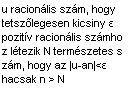 u racionális szám, hogy
tetszőlegesen kicsiny ε
pozitív racionális számho
z létezik N természetes s
zám, hogy az |u-an|<ε
hacsak n > N